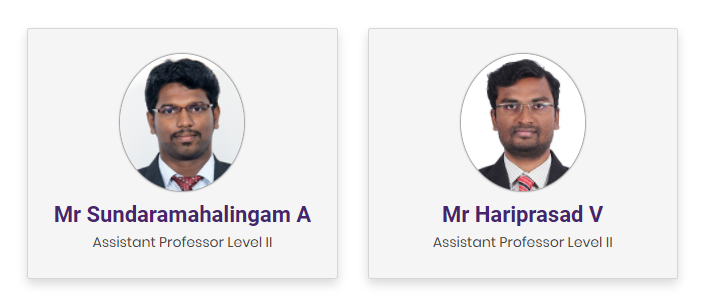 Mr Sundaramahalingam A
Assistant Professor Level II
Mr Hariprasad V
Assistant Professor Level II